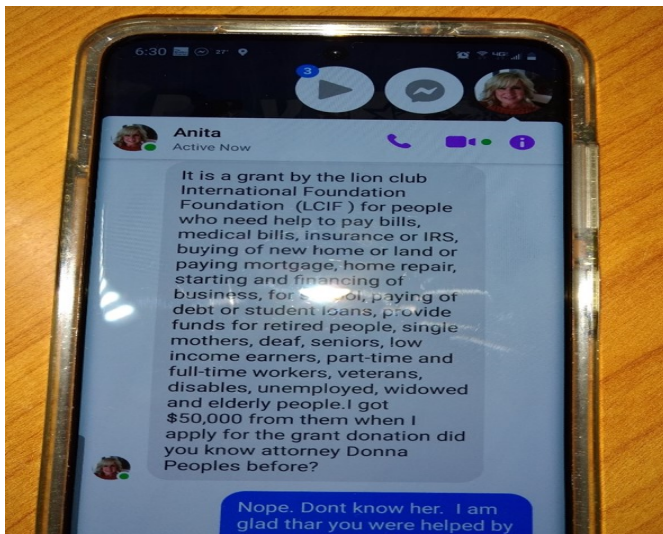 6:30
3
Anita
Active Now
It is a grant by the lion club
International Foundation
Foundation (LCIF ) for people
who need help to pay bills,
medical bills, insurance or IRS,
buying of new home or land or
paying mortgage, home repair,
starting and financing of
business, for school, paying of
debt or student loans, provide
funds for retired people, single
mothers, deaf, seniors, low
income earners, part-time and
full-time workers, veterans,
disables, unemployed, widowed
and elderly people.I got
$50,000 from them when I
apply for the grant donation did
you know attorney Donna
Peoples before?
Nope. Dont know her. I am
glad thar you were helped by